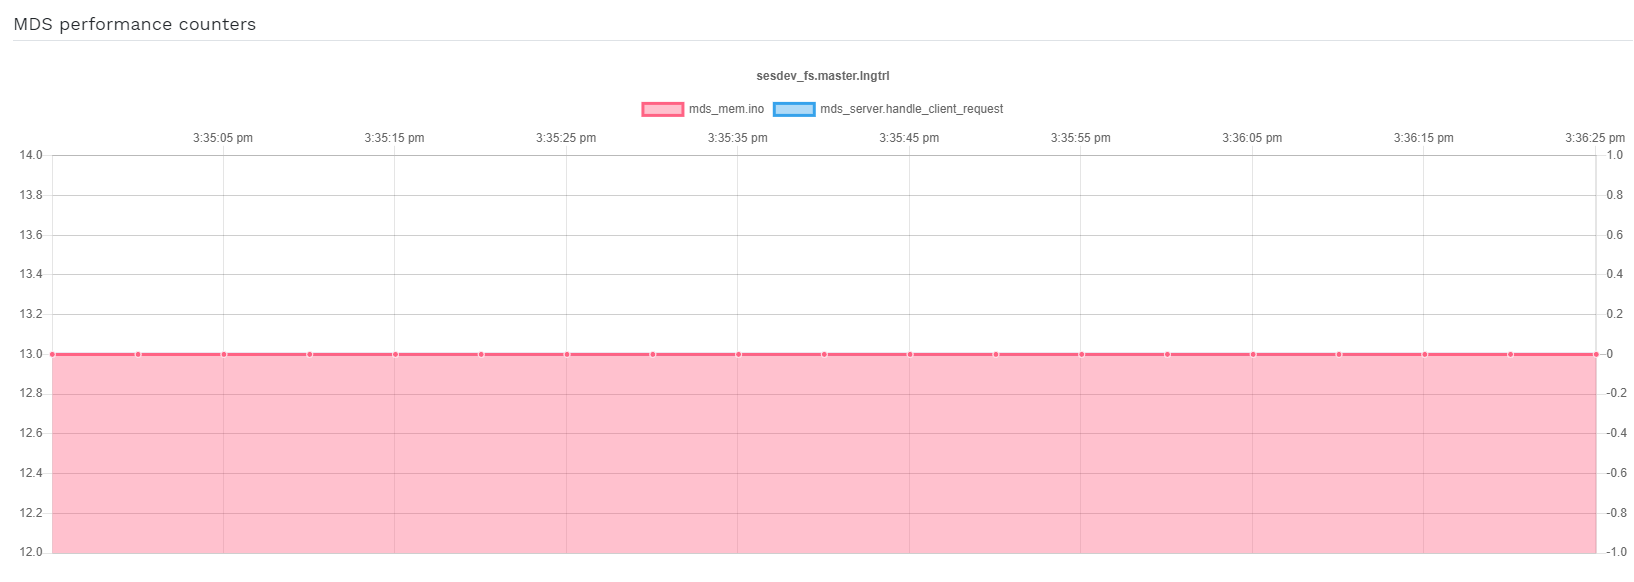 MDS performance counters
sesdev_fs.master.lngtrl
mds_mem.ino mds_server.handle_client_request
3:35:05 pm 3:35:15 pm 3:35:25 pm 3:35:35 pm 3:35:45 pm 3:35:55 pm 3:36:05 pm 3:36:15 pm 3:36:25 pm
14.0 1.0
13.8 0.8
13.6 0.6
13.4 0.4
13.2 0.2
13.0 0
12.8 -0.2
12.6 -0.4
12.4 -0.6
12.2 -0.8
12.0 -1.0